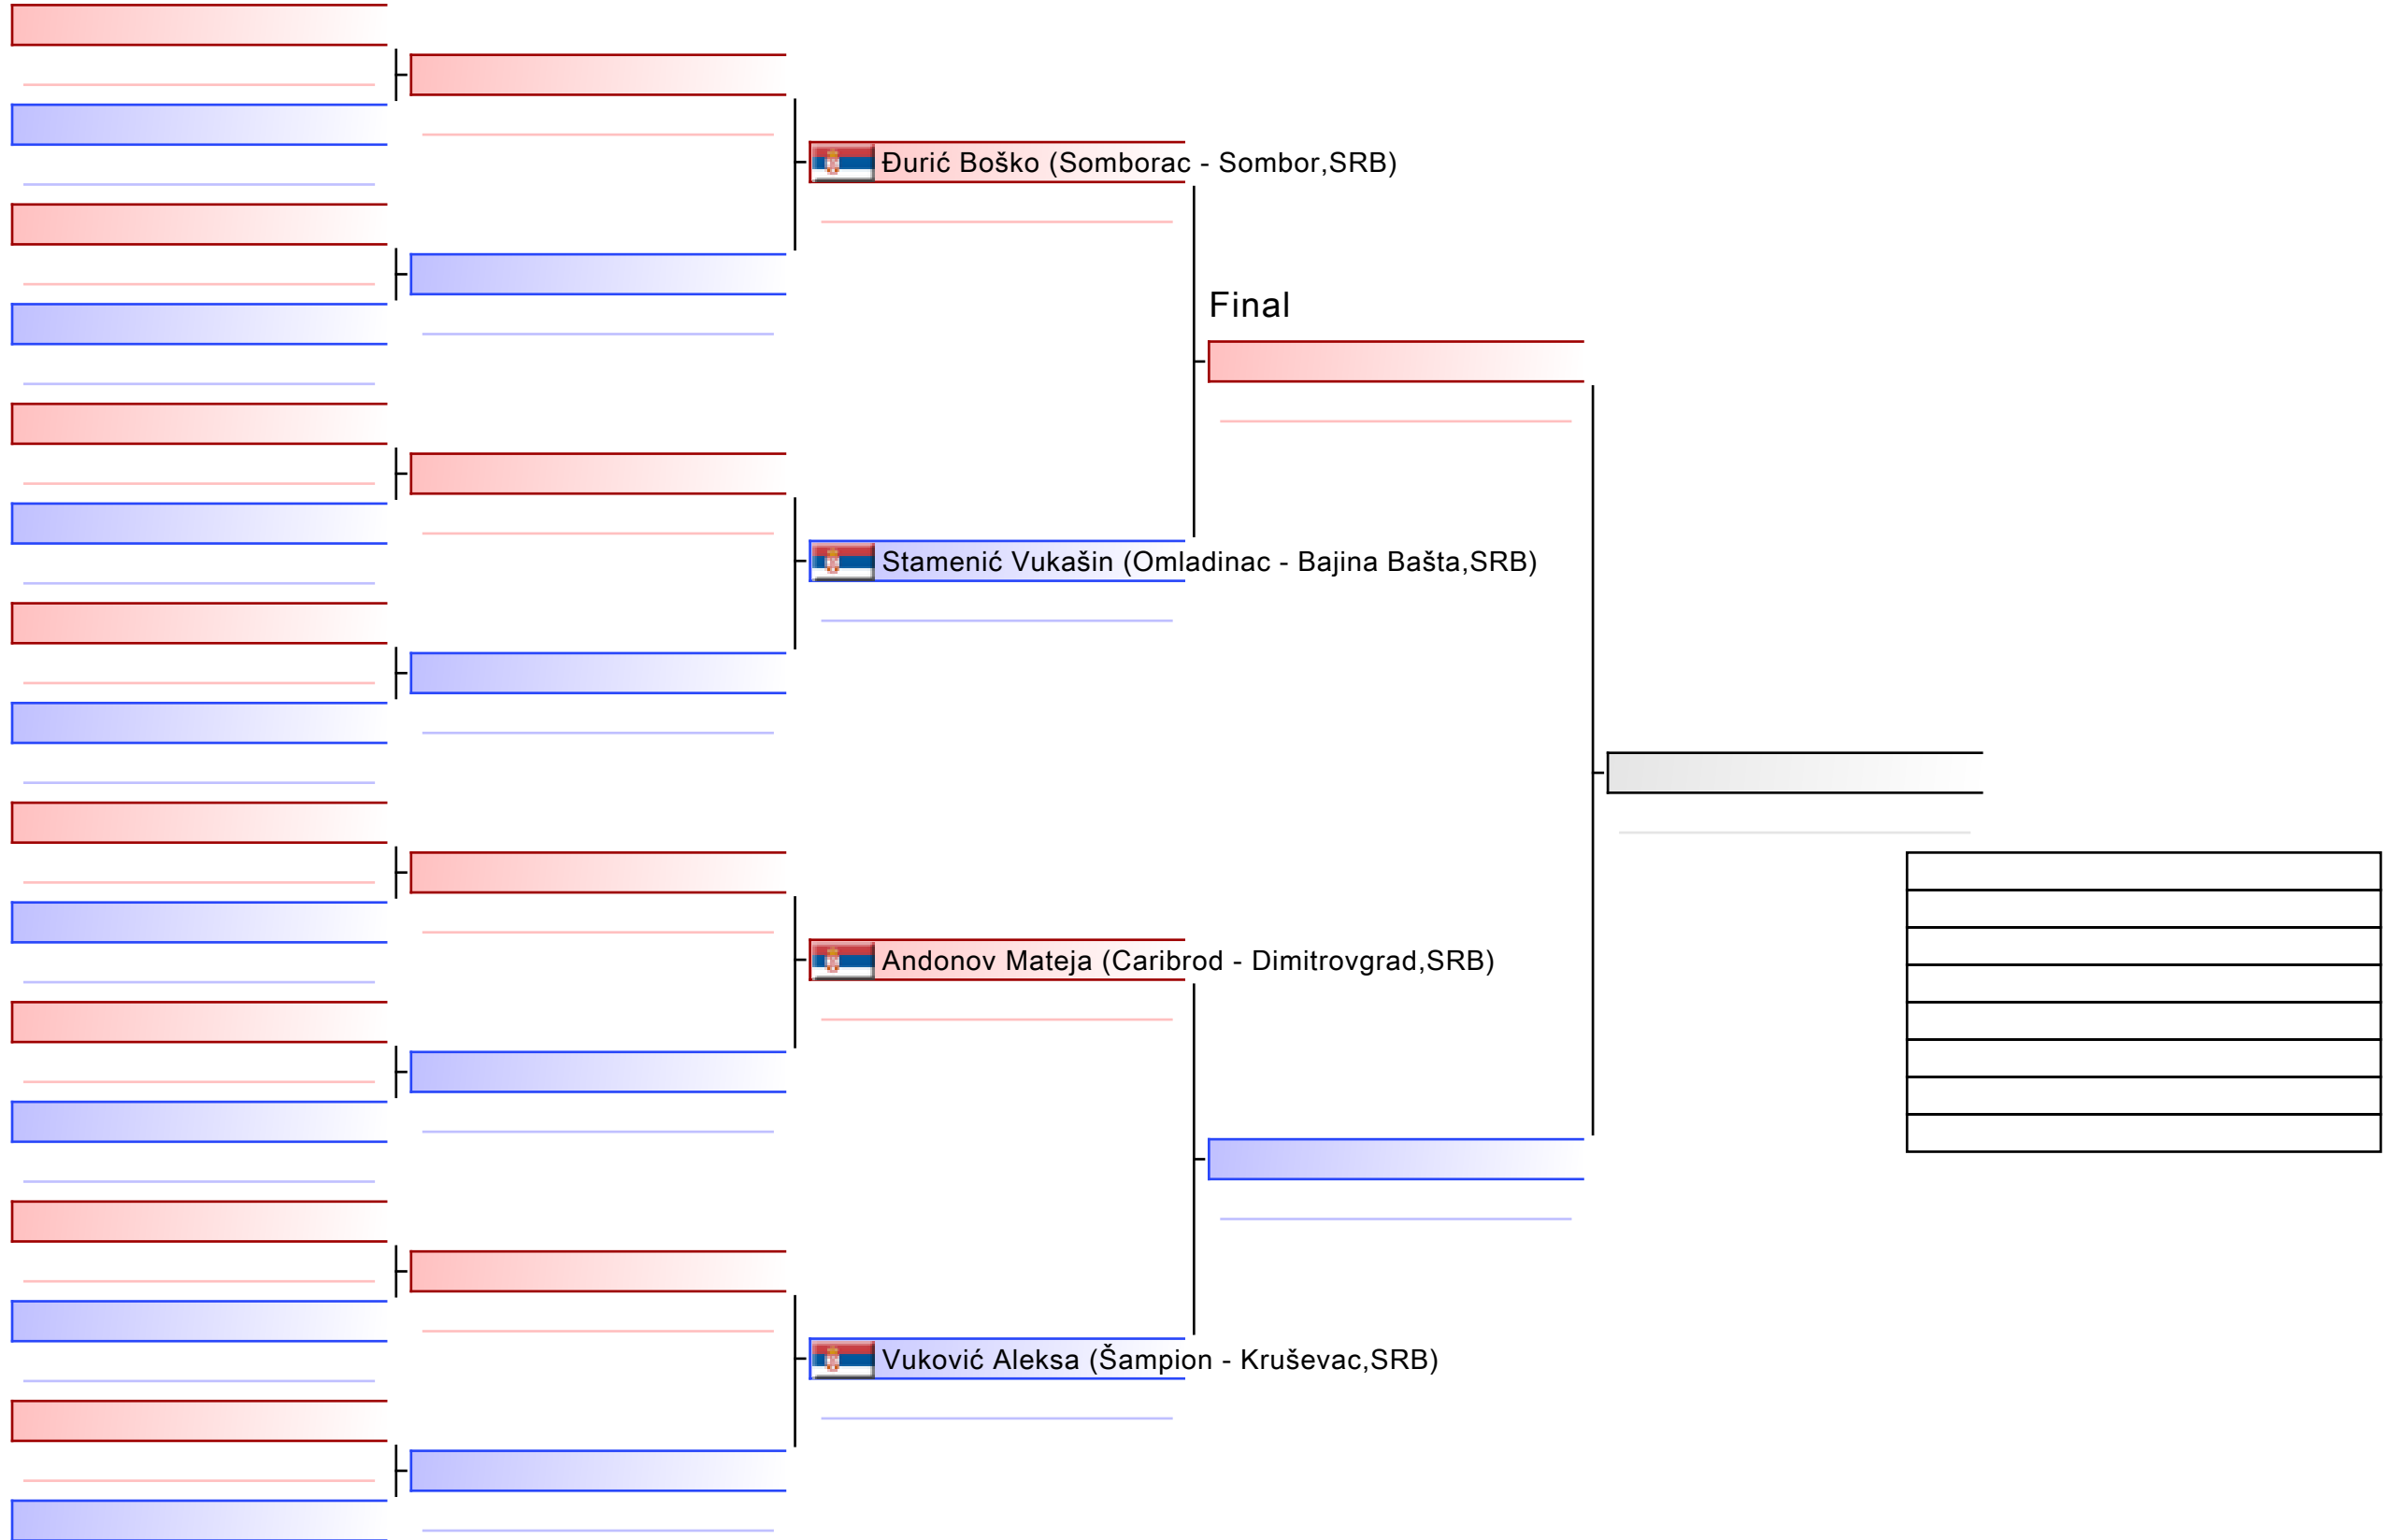 Đurić Boško (Somborac - Sombor,SRB)
Final
Stamenić Vukašin (Omladinac - Bajina Bašta,SRB)
Andonov Mateja (Caribrod - Dimitrovgrad,SRB)
Vuković Aleksa (Šampion - Kruševac,SRB)